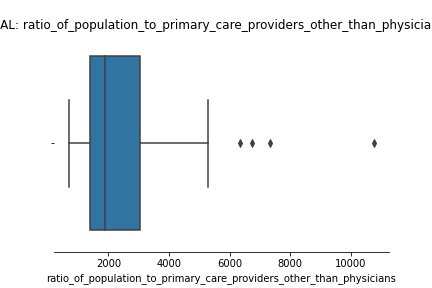 AL: ratio_of_population_to_primary_care_providers_other_than_physicia
-
2000 4000 6000 8000 10000
ratio_of_population_to_primary_care_providers_other_than_physicians